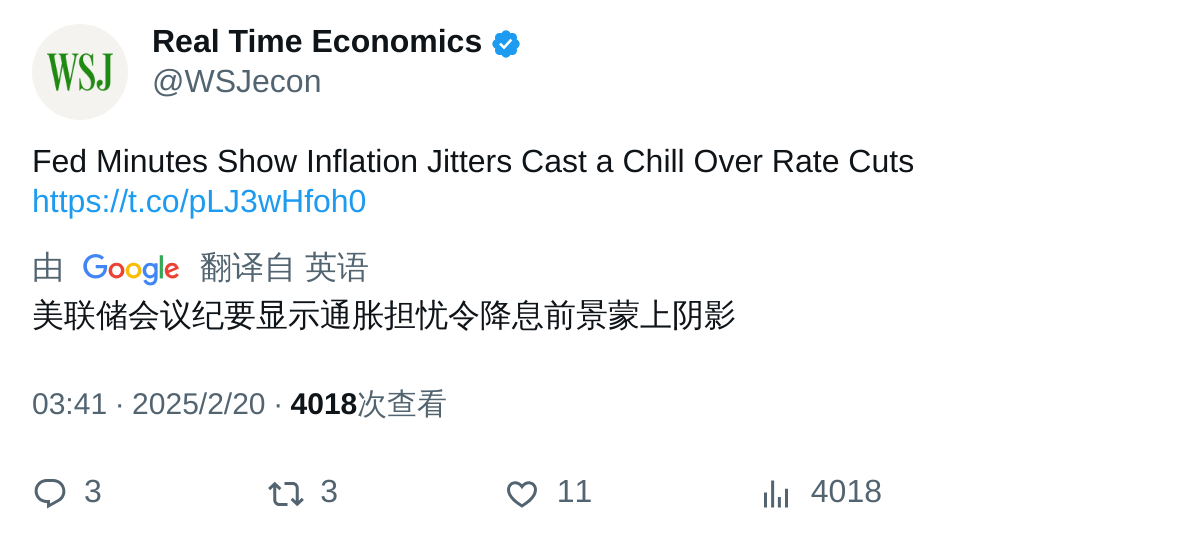 WSJ
Real Time Economics
@WSJecon
Fed Minutes Show Inflation Jitters Cast a Chill Over Rate Cuts
https://t.co/pLJ3wHfoh0
由 Google 翻译自 英语
美联储会议纪要显示通胀担忧令降息前景蒙上阴影
03:41 · 2025/2/20 · 4018次查看
3 3 11 4018